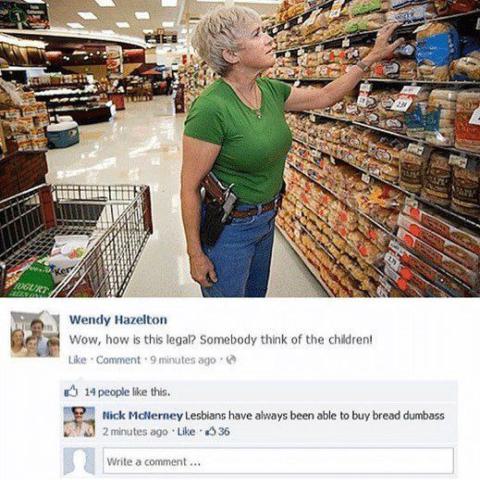 YOGURT
Wendy Hazelton
Wow, how is this legal? Somebody think of the children!
Like · Comment · 9 minutes ago ·
14 people like this.
Nick McNerney Lesbians have always been able to buy bread dumbass
2 minutes ago · Like · 36
Write a comment ...